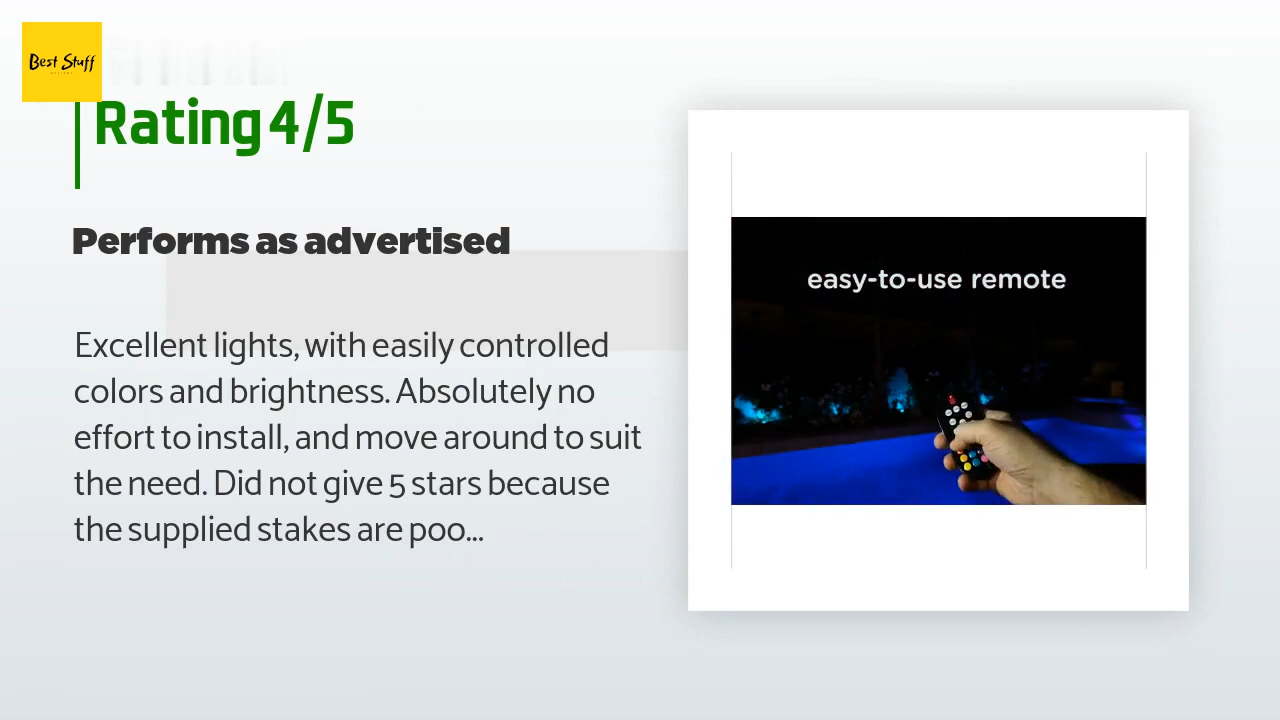 Best Stuff
Rating 4/5
Performs as advertised
Excellent lights, with easily controlled
colors and brightness. Absolutely no
effort to install, and move around to suit
the need. Did not give 5 stars because
the supplied stakes are poo...
easy-to-use remote